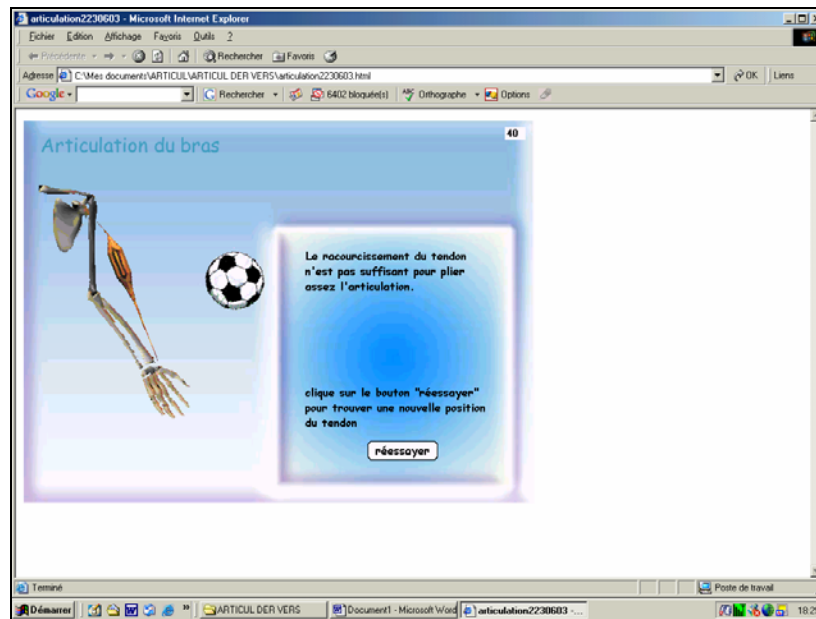 articulation2230603 - Microsoft Internet Explorer
Fichier Edition Affichage Favoris Outils ?
Précédente Rechercher Favoris
Adresse C:\Mes documents\ARTICUL\ARTICUL DER VERS\articulation2230603.html OK Liens
Google Rechercher 6402 bloquée(s) ABC Orthographe Options
40
Articulation du bras
Le racourcissement du tendon
n'est pas suffisant pour plier
assez l'articulation.
clique sur le bouton "réessayer"
pour trouver une nouvelle position
du tendon
réessayer
Terminé Poste de travail
Démarrer » ARTICUL DER VERS Document1 - Microsoft Word articulation2230603 -...